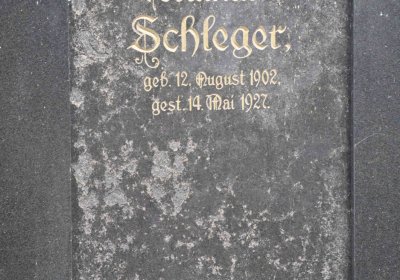 Schleger,
geb. 12. August 1902.
gest. 14. Mai 1927.